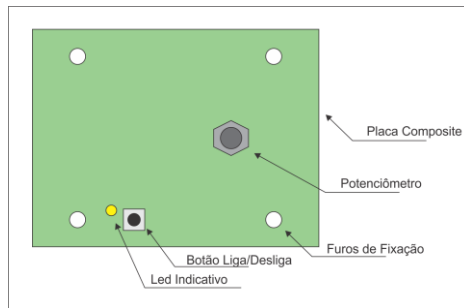 Placa Composite
Potenciômetro
Furos de Fixação
Botão Liga/Desliga
Led Indicativo